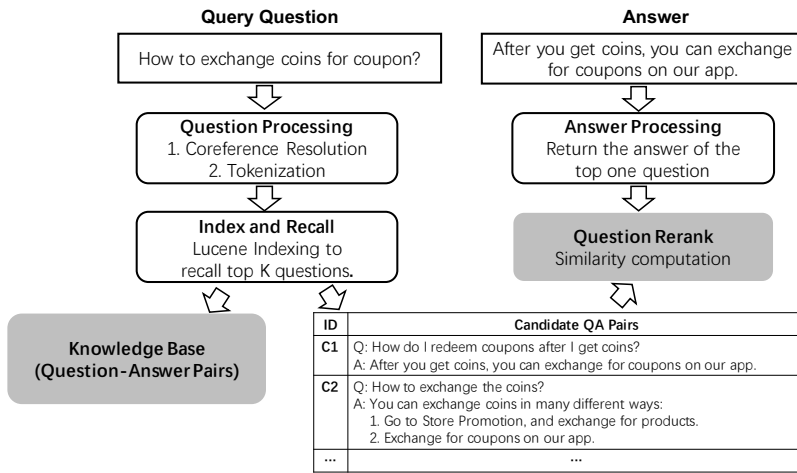 Query Question
How to exchange coins for coupon?
Question Processing
1. Coreference Resolution
2. Tokenization
Index and Recall
Lucene Indexing to
recall top K questions.
Knowledge Base
(Question-Answer Pairs)
Answer
After you get coins, you can exchange
for coupons on our app.
Answer Processing
Return the answer of the
top one question
Question Rerank
Similarity computation
ID Candidate QA Pairs
C1 Q: How do I redeem coupons after I get coins?
A: After you get coins, you can exchange for coupons on our app.
C2 Q: How to exchange the coins?
A: You can exchange coins in many different ways:
1. Go to Store Promotion, and exchange for products.
2. Exchange for coupons on our app.
... ...